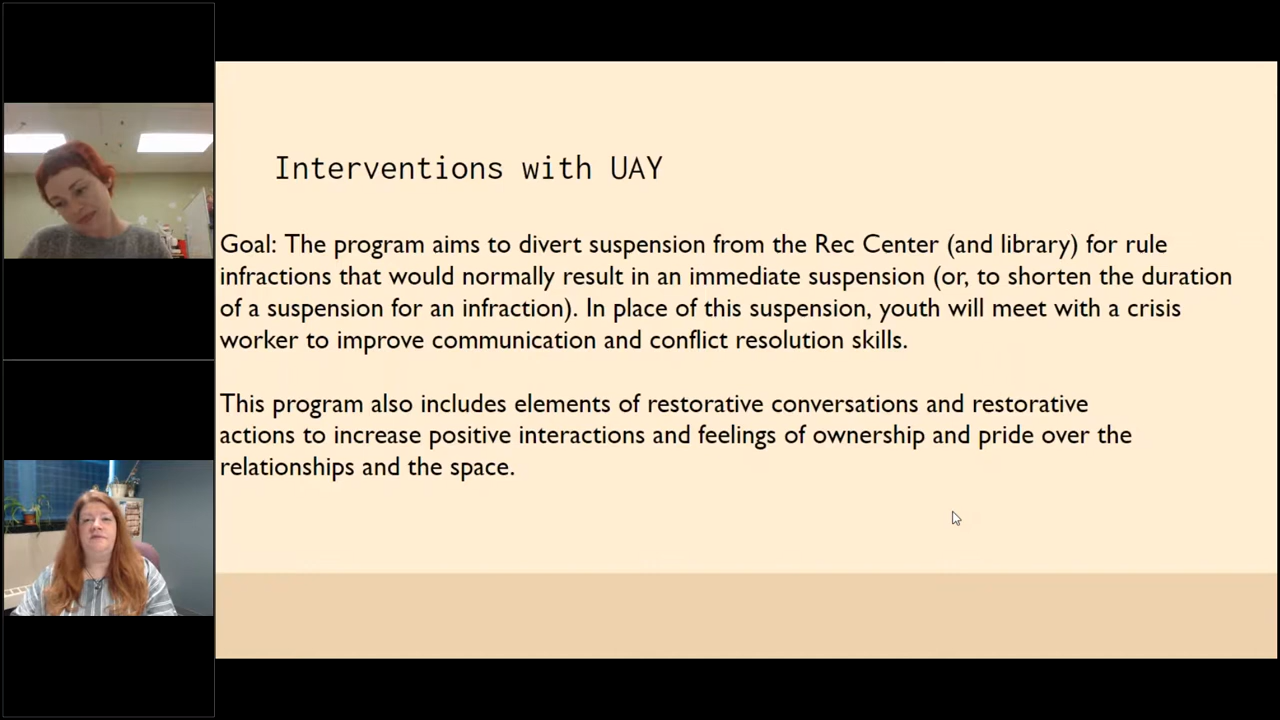 Interventions with UAY
Goal: The program aims to divert suspension from the Rec Center (and library) for rule
infractions that would normally result in an immediate suspension (or, to shorten the duration
of a suspension for an infraction). In place of this suspension, youth will meet with a crisis
worker to improve communication and conflict resolution skills.
This program also includes elements of restorative conversations and restorative
actions to increase positive interactions and feelings of ownership and pride over the
relationships and the space.